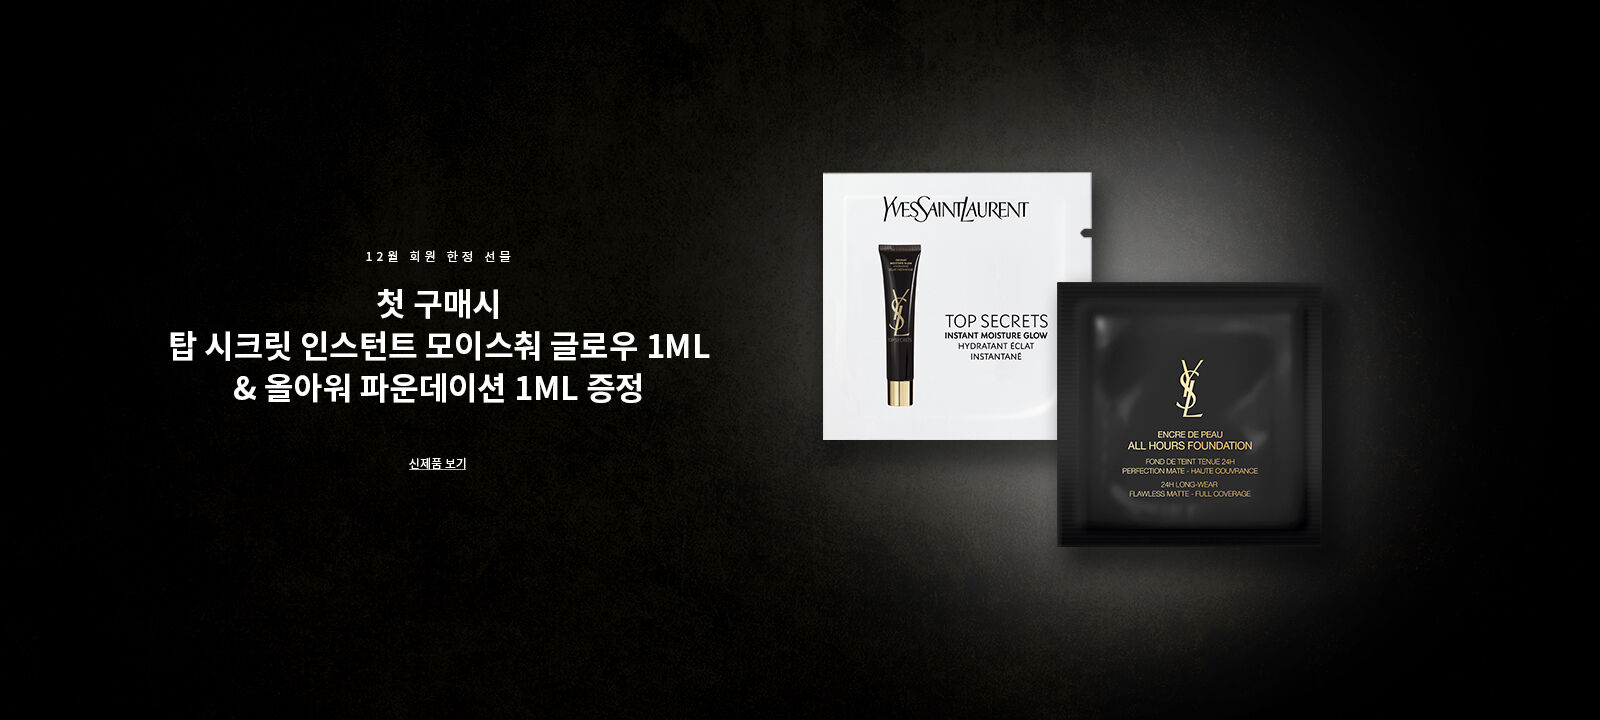 12월 회원 한정 선물
첫 구매시
탑 시크릿 인스턴트 모이스춰 글로우 1ML
& 올아워 파운데이션 1ML 증정
신제품 보기
YVESSAINTLAURENT
YSL
TOP SECRETS
TOP SECRETS
INSTANT MOISTURE GLOW
HYDRATANT ÉCLAT
INSTANTANÉ
YSL
ENCRE DE PEAU
ALL HOURS FOUNDATION
FOND DE TEINT TENUE 24H
PERFECTION MATE - HAUTE COUVRANCE
24H LONG-WEAR
FLAWLESS MATTE - FULL COVERAGE